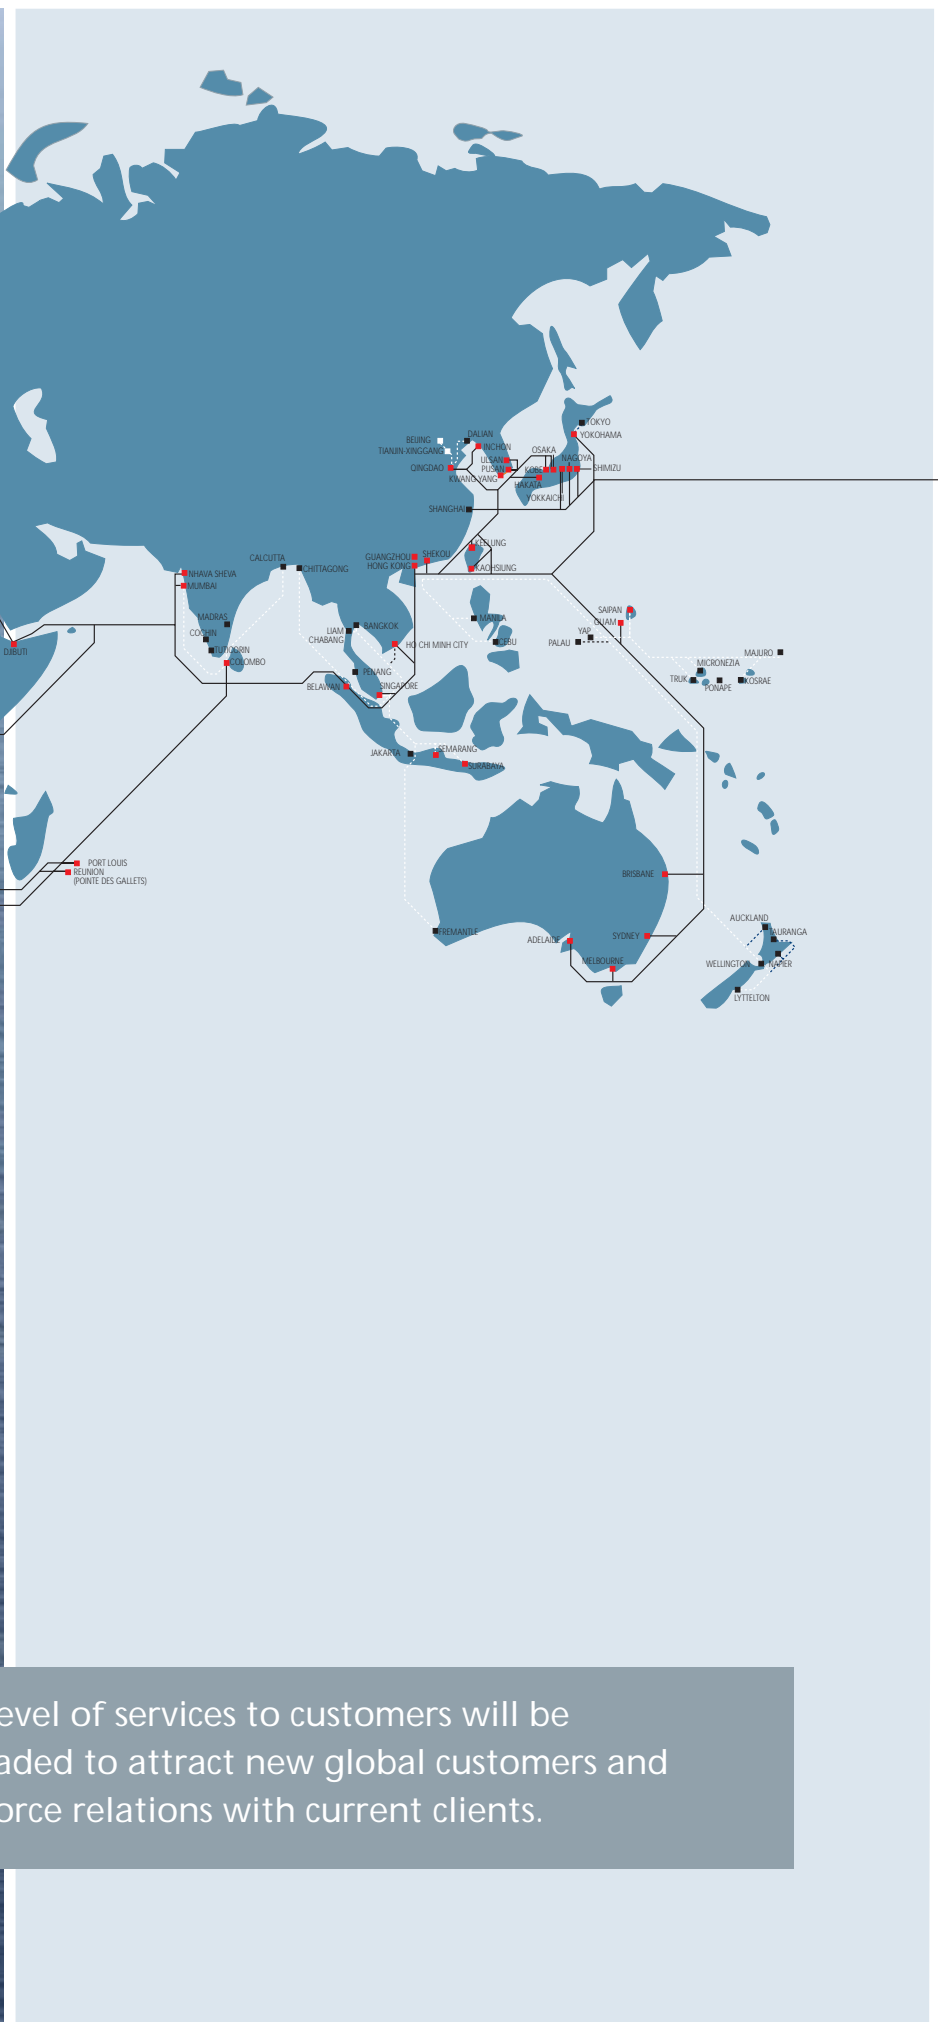 TOKYO
YOKOHAMA
DALIAN
BEIJING
INCHON
TIANJIN-XINGGANG
OSAKA
NAGOYA
ULSAN
QINGDAO
PUSAN
KOBE
SHIMIZU
KWANG YANG
HAKATA
YOKKAICHI
SHANGHAI
KEELUNG
GUANGZHOU
SHEKOU
CALCUTTA
HONG KONG
CHITTAGONG
KAOHSIUNG
NHAVA SHEVA
MUMBAI
SAIPAN
MADRAS
MANILA
GUAM
BANGKOK
COCHIN
LIAM
CHABANG
YAP
HO CHI MINH CITY
CEBU
PALAU
TUTICORIN
DJIBUTI
MAJURO
COLOMBO
MICRONEZIA
PENANG
TRUK
KOSRAE
BELAWAN
SINGAPORE
PONAPE
JAKARTA
SEMARANG
SURABAYA
PORT LOUIS
REUNION
(POINTE DES GALLETS)
BRISBANE
AUCKLAND
FREMANTLE
TAURANGA
ADELAIDE
SYDNEY
MELBOURNE
WELLINGTON
NAPIER
LYTTELTON
evel of services to customers will be
aded to attract new global customers and
orce relations with current clients.